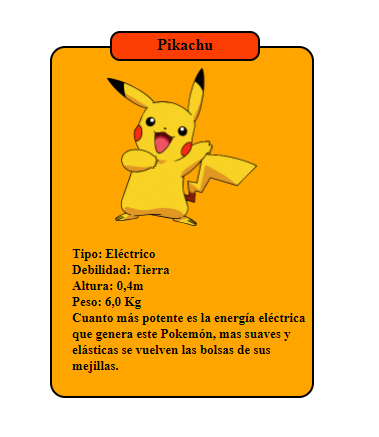 Pikachu
Tipo: Eléctrico
Debilidad: Tierra
Altura: 0,4m
Peso: 6,0 Kg
Cuanto más potente es la energía eléctrica
que genera este Pokemón, mas suaves y
elásticas se vuelven las bolsas de sus
mejillas.